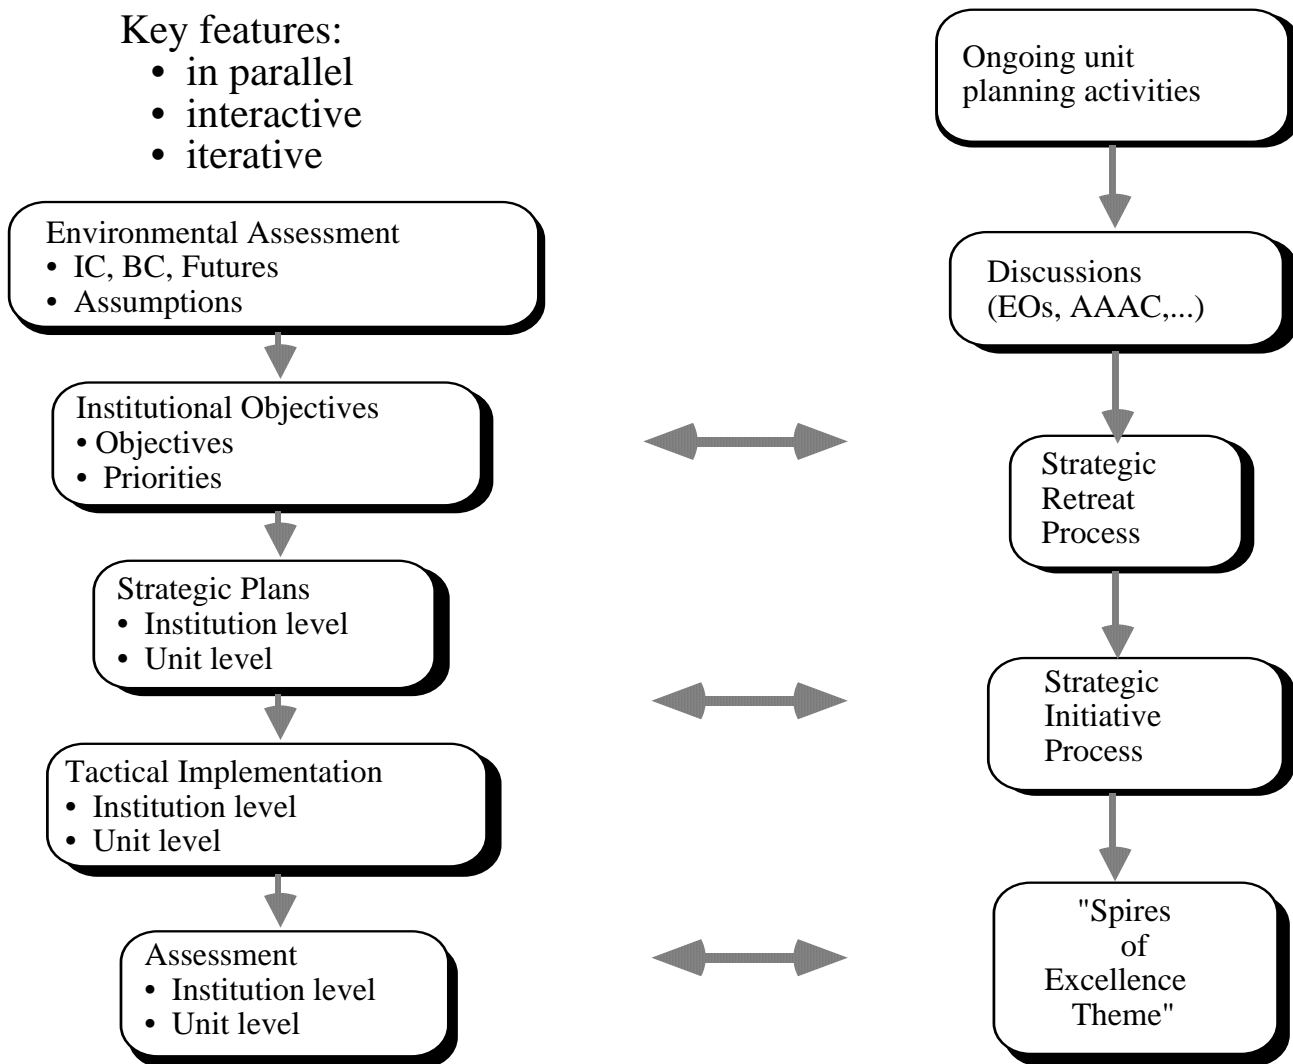 Key features:
• in parallel
• interactive
• iterative
Environmental Assessment
• IC, BC, Futures
• Assumptions
Institutional Objectives
• Objectives
• Priorities
Strategic Plans
• Institution level
• Unit level
Tactical Implementation
• Institution level
• Unit level
Assessment
• Institution level
• Unit level
Ongoing unit
planning activities
Discussions
(EOs, AAAC,...)
Strategic
Retreat
Process
Strategic
Initiative
Process
"Spires
of
Excellence
Theme"